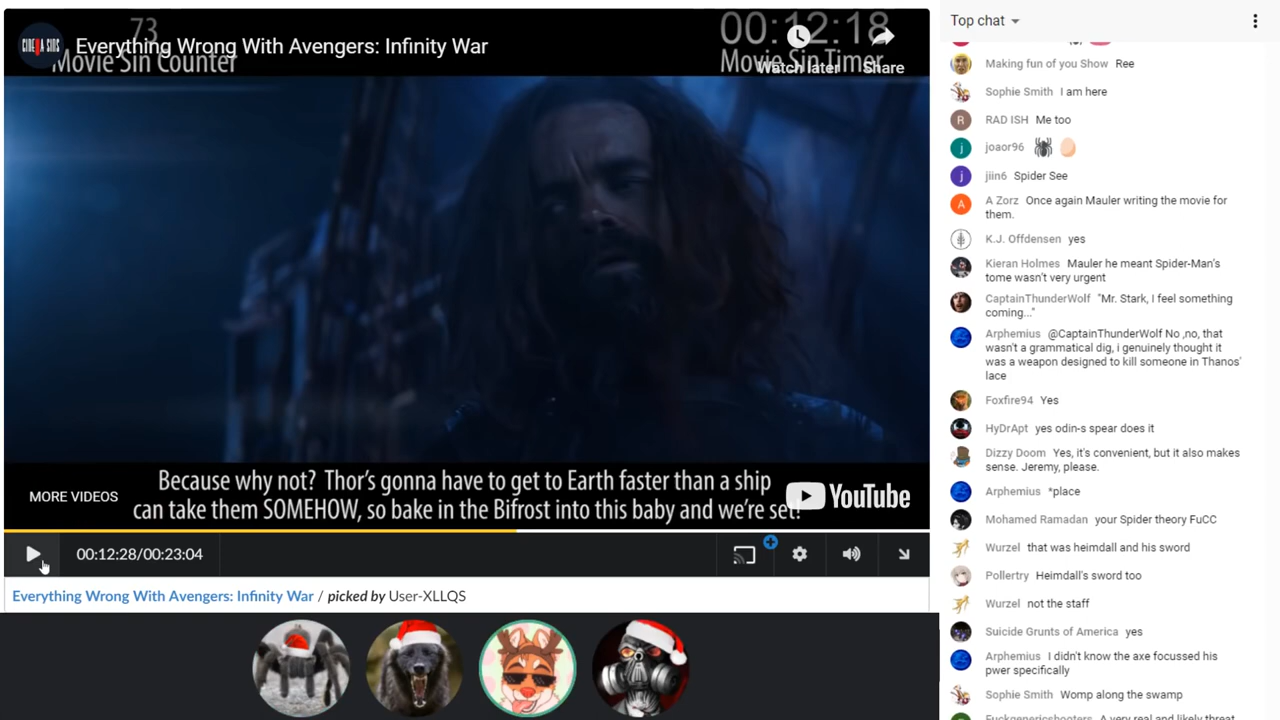 CINEMA SINS
73
Everything Wrong With Avengers: Infinity War
Movie Sin Counter
00:12:18
Movie Sin Timer
Watch later
Share
Because why not? Thor's gonna have to get to Earth faster than a ship
can take them SOMEHOW, so bake in the Bifrost into this baby and we're set!
MORE VIDEOS
YouTube
00:12:28/00:23:04
Everything Wrong With Avengers: Infinity War / picked by User-XLLQS
Top chat
Making fun of you Show Ree
Sophie Smith I am here
R
RAD ISH Me too
j
joaor96
j
jiin6 Spider See
A
A Zorz Once again Mauler writing the movie for
them.
K.J. Offdensen yes
Kieran Holmes Mauler he meant Spider-Man's
tome wasn't very urgent
CaptainThunderWolf "Mr. Stark, I feel something
coming..."
Arphemius @CaptainThunderWolf No ,no, that
wasn't a grammatical dig, i genuinely thought it
was a weapon designed to kill someone in Thanos'
lace
Foxfire94 Yes
HyDrApt yes odin-s spear does it
Dizzy Doom Yes, it's convenient, but it also makes
sense. Jeremy, please.
Arphemius *place
Mohamed Ramadan your Spider theory FuCC
Wurzel that was heimdall and his sword
Pollertry Heimdall's sword too
Wurzel not the staff
Suicide Grunts of America yes
Arphemius I didn't know the axe focussed his
pwer specifically
Sophie Smith Womp along the swamp
Fuckgenericshooters A very real and likely threat